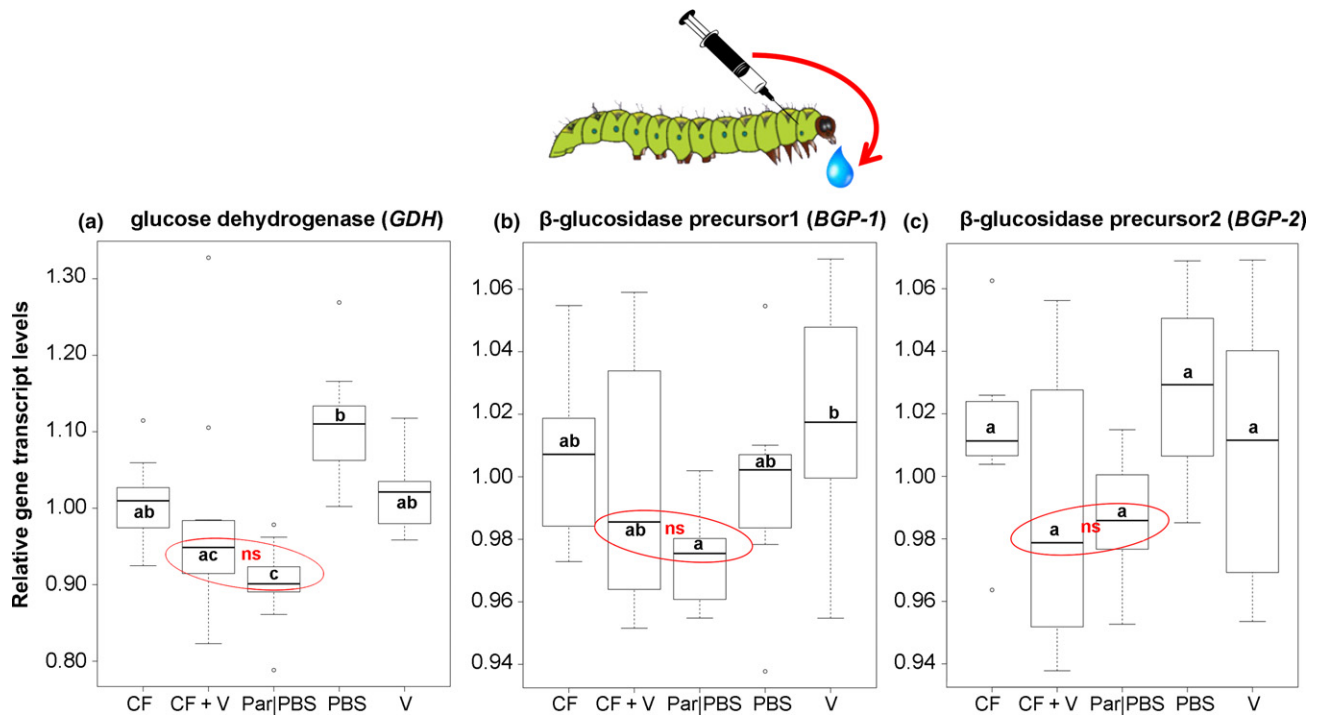 (a) glucose dehydrogenase (GDH)
(b) β-glucosidase precursor1 (BGP-1)
(c) β-glucosidase precursor2 (BGP-2)
Relative gene transcript levels
1.30
1.20
1.10
1.00
0.90
0.80
ab
ac
ns
c
b
ab
CF
CF + V
Par|PBS
PBS
V
1.06
1.04
1.02
1.00
0.98
0.96
0.94
ab
ab
ns
a
ab
b
CF
CF + V
Par|PBS
PBS
V
1.06
1.04
1.02
1.00
0.98
0.96
0.94
a
a
ns
a
a
a
CF
CF + V
Par|PBS
PBS
V